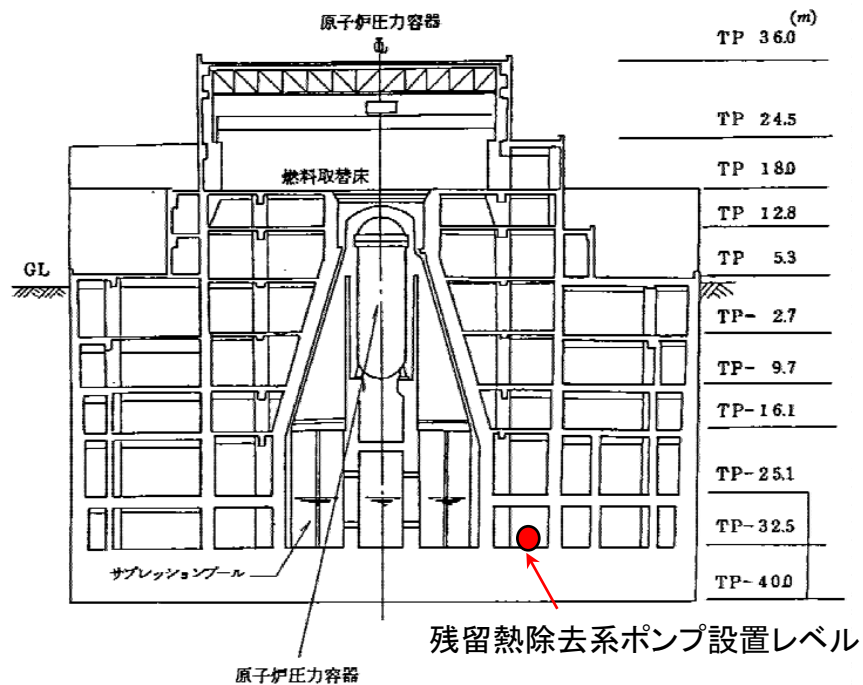 原子炉圧力容器
℄
(m)
TP 36.0
TP 24.5
TP 18.0
燃料取替床
TP 12.8
TP 5.3
GL
TP- 2.7
TP- 9.7
TP-16.1
TP-25.1
TP-32.5
サプレッションプール
TP-40.0
残留熱除去系ポンプ設置レベル
原子炉圧力容器